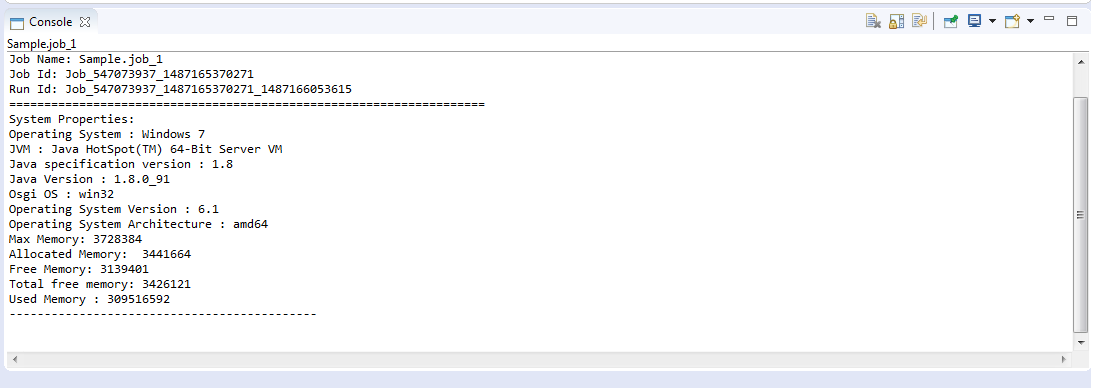 Console
Sample.job_1
Job Name: Sample.job_1
Job Id: Job_547073937_1487165370271
Run Id: Job_547073937_1487165370271_1487166053615
====================================================================
System Properties:
Operating System : Windows 7
JVM : Java HotSpot(TM) 64-Bit Server VM
Java specification version : 1.8
Java Version : 1.8.0_91
Osgi OS : win32
Operating System Version : 6.1
Operating System Architecture : amd64
Max Memory: 3728384
Allocated Memory:  3441664
Free Memory: 3139401
Total free memory: 3426121
Used Memory : 309516592
--------------------------------------------